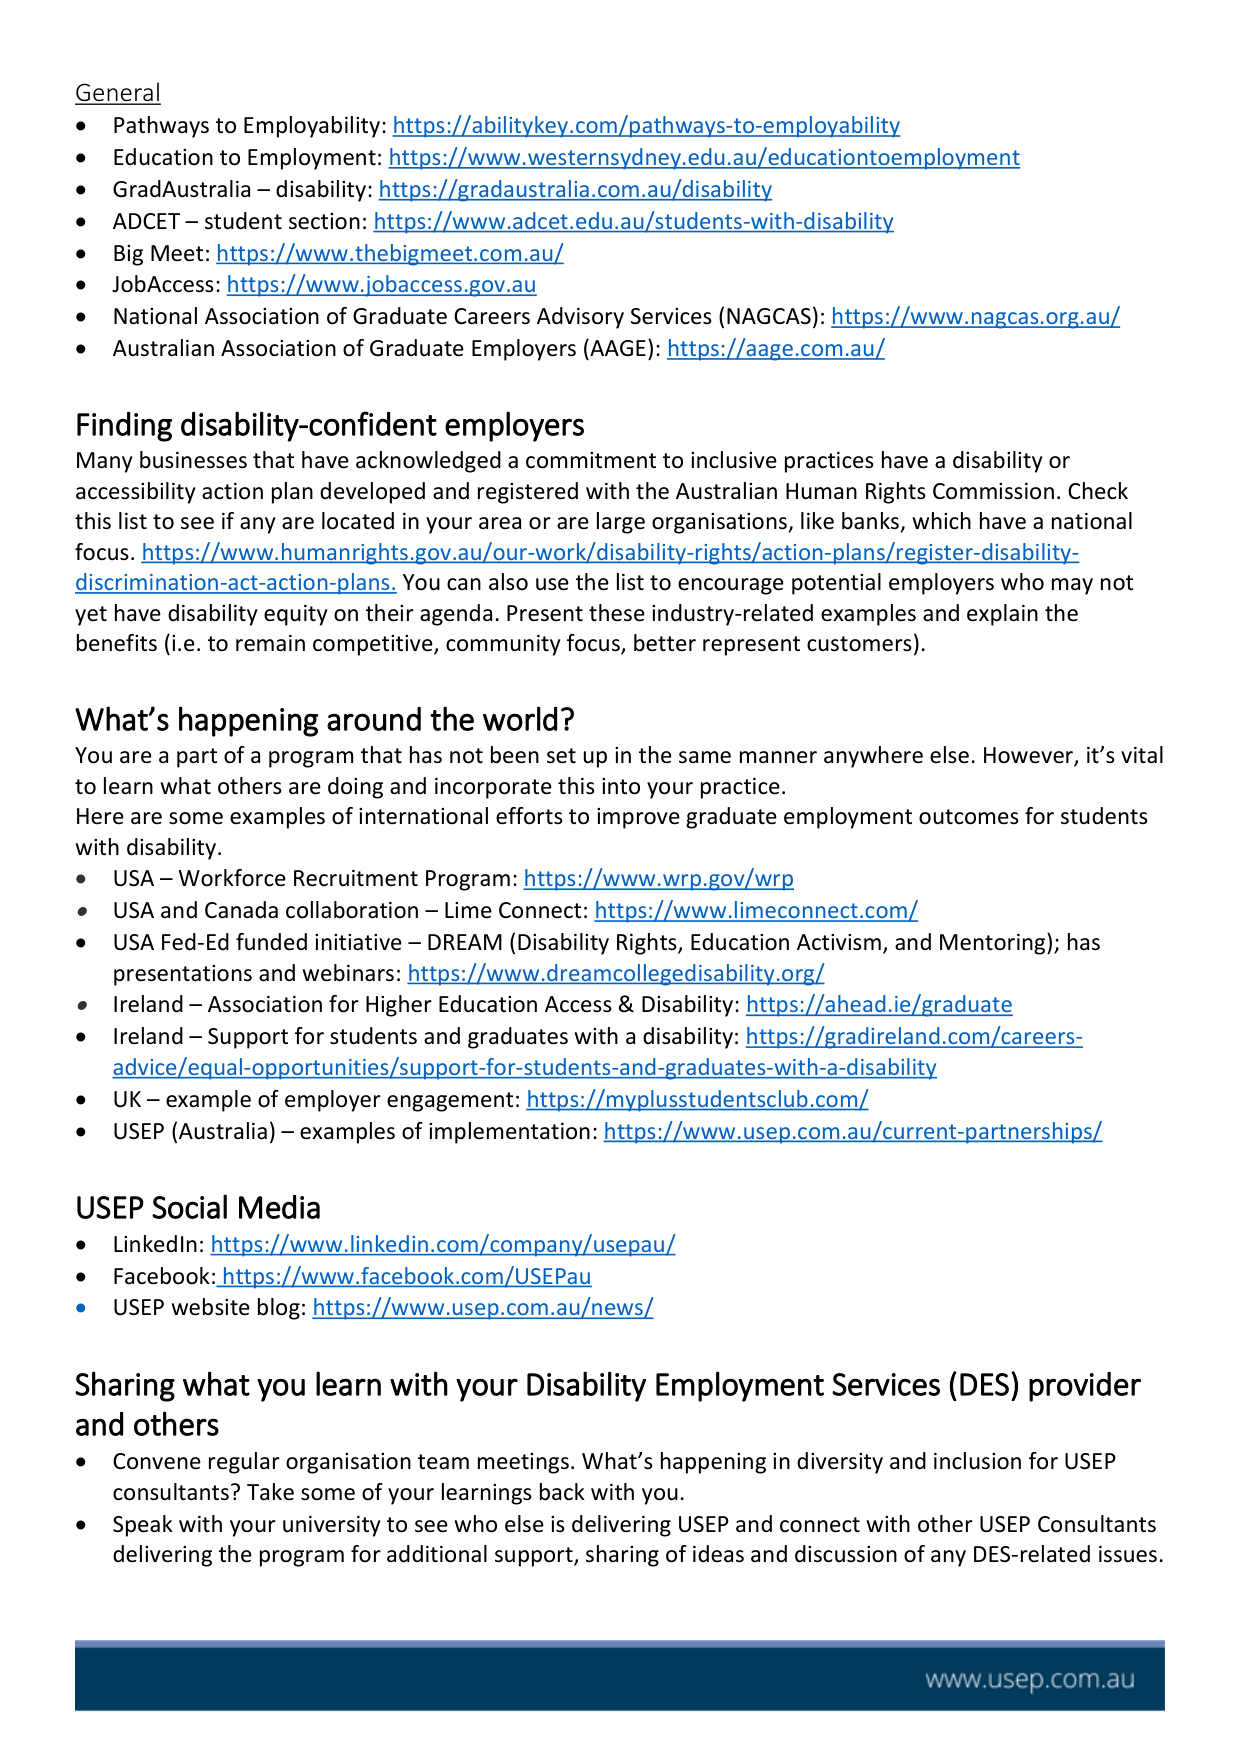 General
• Pathways to Employability: https://abilitykey.com/pathways-to-employability
• Education to Employment: https://www.westernsydney.edu.au/educationtoemployment
• GradAustralia – disability: https://gradaustralia.com.au/disability
• ADCET – student section: https://www.adcet.edu.au/students-with-disability
• Big Meet: https://www.thebigmeet.com.au/
• JobAccess: https://www.jobaccess.gov.au
• National Association of Graduate Careers Advisory Services (NAGCAS): https://www.nagcas.org.au/
• Australian Association of Graduate Employers (AAGE): https://aage.com.au/
Finding disability-confident employers
Many businesses that have acknowledged a commitment to inclusive practices have a disability or
accessibility action plan developed and registered with the Australian Human Rights Commission. Check
this list to see if any are located in your area or are large organisations, like banks, which have a national
focus. https://www.humanrights.gov.au/our-work/disability-rights/action-plans/register-disability-
discrimination-act-action-plans. You can also use the list to encourage potential employers who may not
yet have disability equity on their agenda. Present these industry-related examples and explain the
benefits (i.e. to remain competitive, community focus, better represent customers).
What’s happening around the world?
You are a part of a program that has not been set up in the same manner anywhere else. However, it’s vital
to learn what others are doing and incorporate this into your practice.
Here are some examples of international efforts to improve graduate employment outcomes for students
with disability.
• USA – Workforce Recruitment Program: https://www.wrp.gov/wrp
• USA and Canada collaboration – Lime Connect: https://www.limeconnect.com/
• USA Fed-Ed funded initiative – DREAM (Disability Rights, Education Activism, and Mentoring); has
presentations and webinars: https://www.dreamcollegedisability.org/
• Ireland – Association for Higher Education Access & Disability: https://ahead.ie/graduate
• Ireland – Support for students and graduates with a disability: https://gradireland.com/careers-
advice/equal-opportunities/support-for-students-and-graduates-with-a-disability
• UK – example of employer engagement: https://myplusstudentsclub.com/
• USEP (Australia) – examples of implementation: https://www.usep.com.au/current-partnerships/
USEP Social Media
• LinkedIn: https://www.linkedin.com/company/usepau/
• Facebook: https://www.facebook.com/USEPau
• USEP website blog: https://www.usep.com.au/news/
Sharing what you learn with your Disability Employment Services (DES) provider
and others
• Convene regular organisation team meetings. What’s happening in diversity and inclusion for USEP
consultants? Take some of your learnings back with you.
• Speak with your university to see who else is delivering USEP and connect with other USEP Consultants
delivering the program for additional support, sharing of ideas and discussion of any DES-related issues.
www.usep.com.au